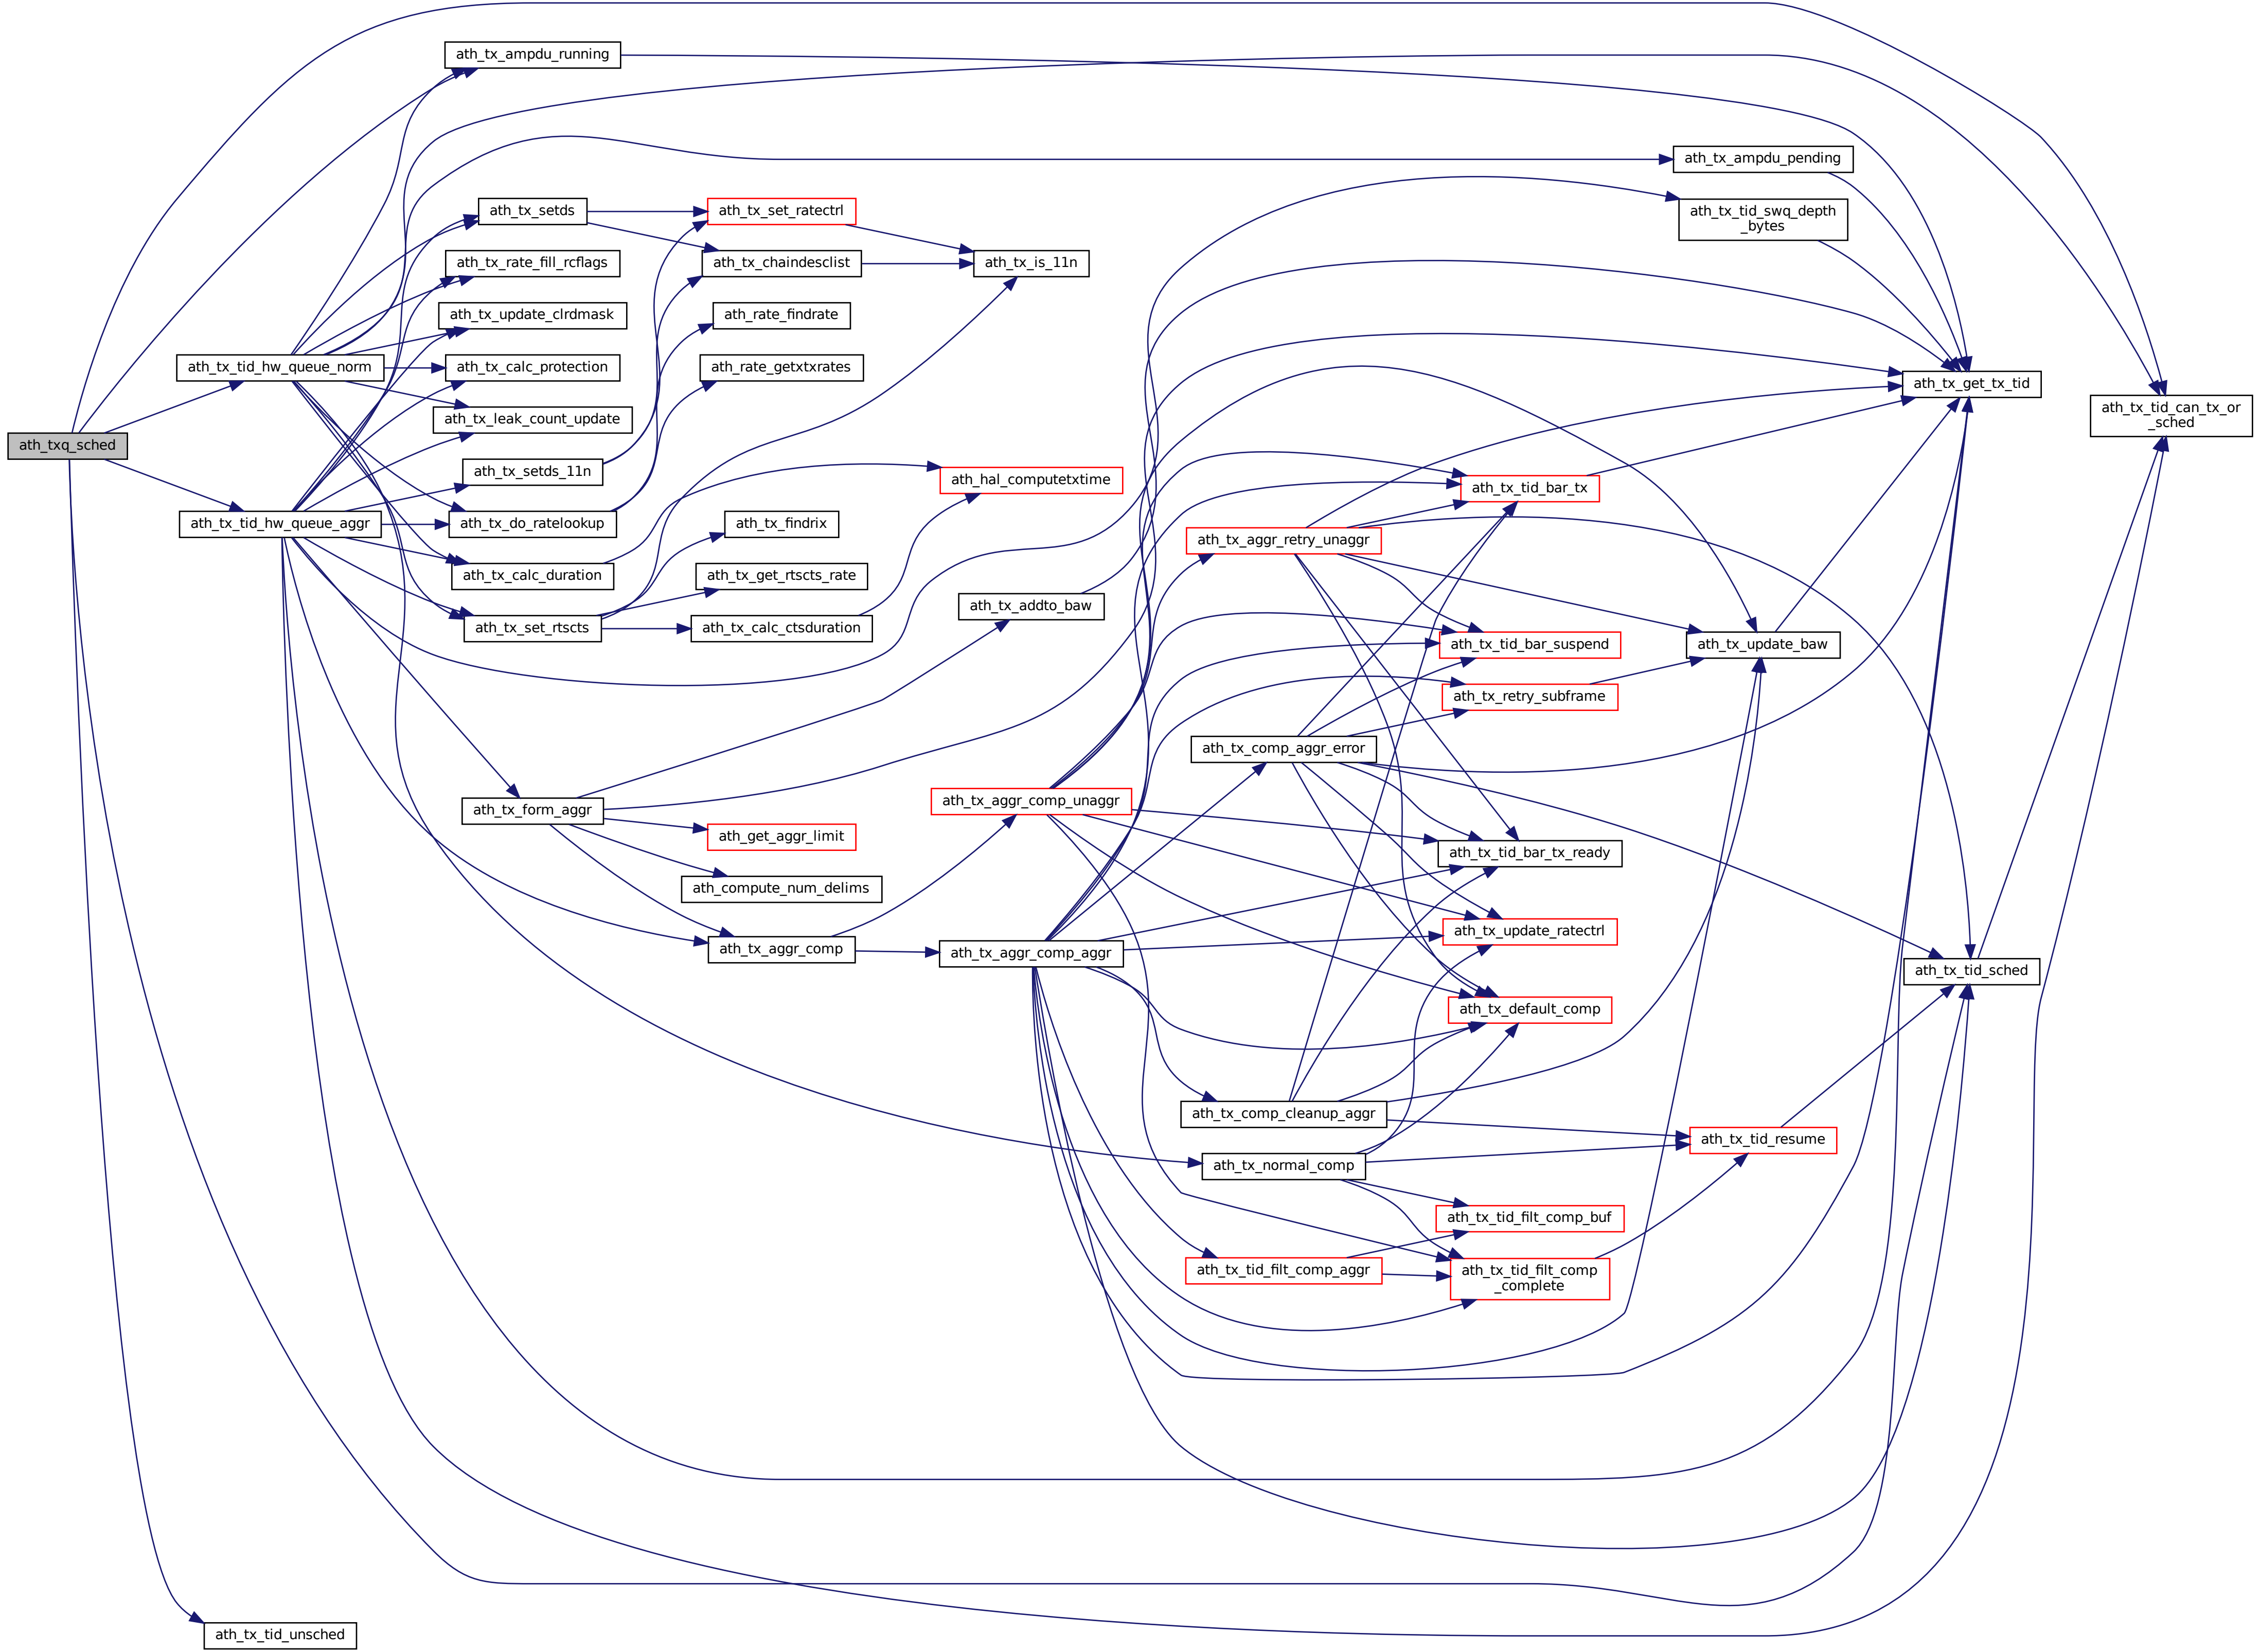 ath_txq_sched
ath_tx_tid_hw_queue_norm
ath_tx_tid_hw_queue_aggr
ath_tx_tid_unsched
ath_tx_ampdu_running
ath_tx_setds
ath_tx_rate_fill_rcflags
ath_tx_update_clrdmask
ath_tx_calc_protection
ath_tx_leak_count_update
ath_tx_setds_11n
ath_tx_do_ratelookup
ath_tx_calc_duration
ath_tx_set_rtscts
ath_tx_form_aggr
ath_tx_set_ratectrl
ath_tx_chaindesclist
ath_rate_findrate
ath_rate_getxtxrates
ath_tx_findrix
ath_tx_get_rtscts_rate
ath_tx_calc_ctsduration
ath_get_aggr_limit
ath_compute_num_delims
ath_tx_aggr_comp
ath_tx_is_11n
ath_hal_computetxtime
ath_tx_addto_baw
ath_tx_aggr_comp_unaggr
ath_tx_aggr_comp_aggr
ath_tx_aggr_retry_unaggr
ath_tx_comp_aggr_error
ath_tx_comp_cleanup_aggr
ath_tx_normal_comp
ath_tx_tid_filt_comp_aggr
ath_tx_tid_bar_tx
ath_tx_tid_bar_suspend
ath_tx_retry_subframe
ath_tx_tid_bar_tx_ready
ath_tx_update_ratectrl
ath_tx_default_comp
ath_tx_tid_filt_comp_buf
ath_tx_tid_filt_comp
_complete
ath_tx_ampdu_pending
ath_tx_tid_swq_depth
_bytes
ath_tx_update_baw
ath_tx_tid_resume
ath_tx_get_tx_tid
ath_tx_tid_sched
ath_tx_tid_can_tx_or
_sched